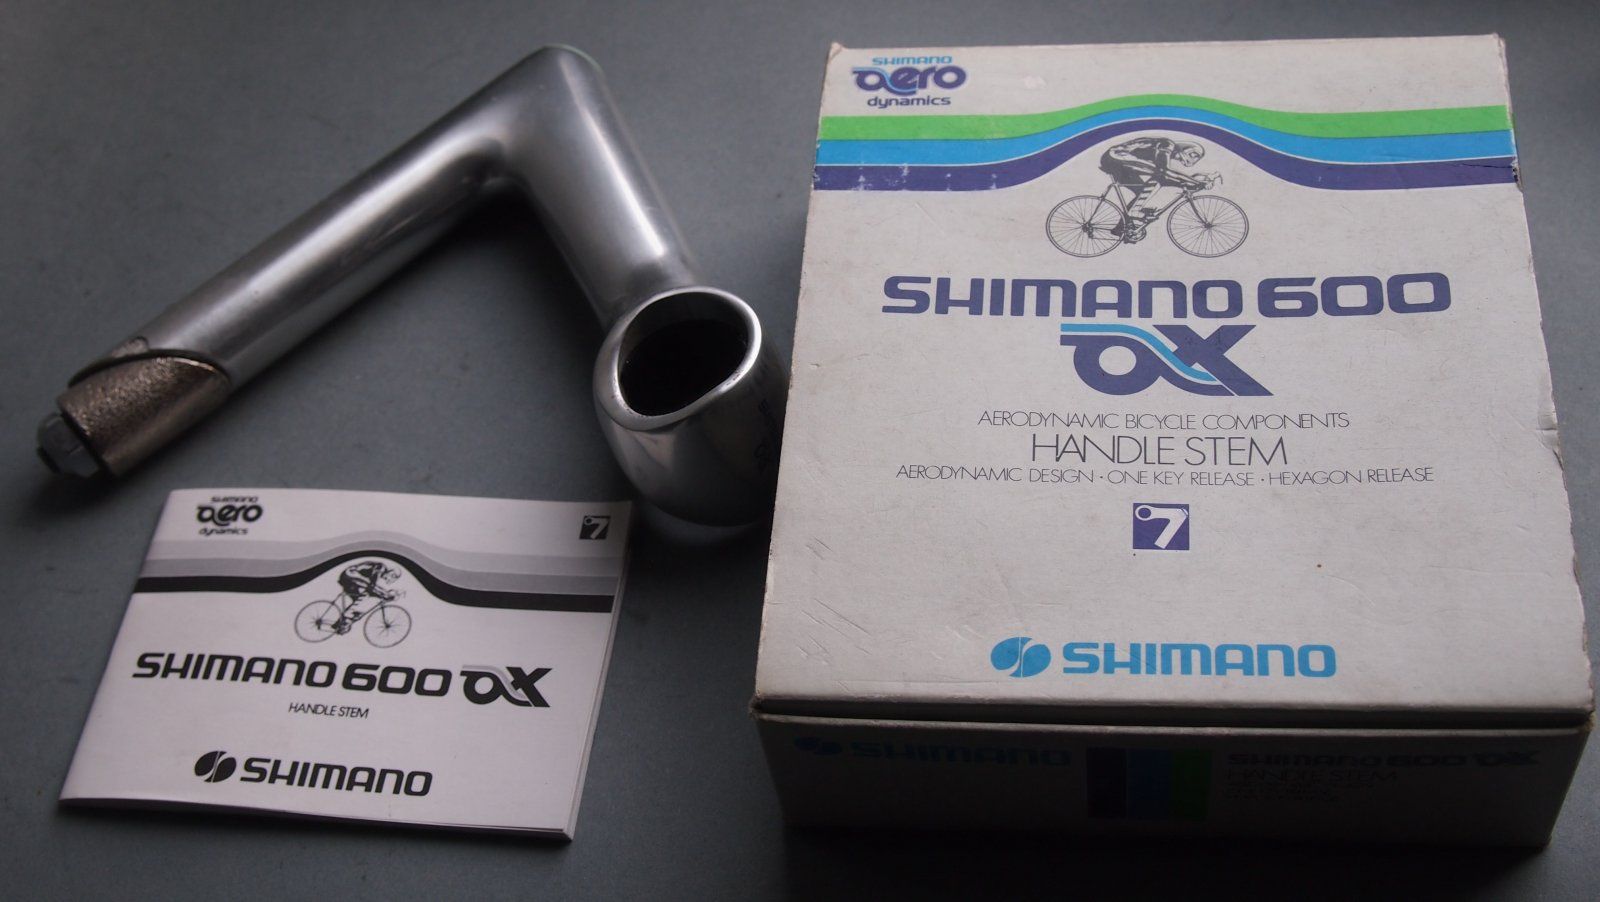 SHIMANO
aero
dynamics
SHIMANO 600
AX
AERODYNAMIC BICYCLE COMPONENTS
HANDLE STEM
AERODYNAMIC DESIGN · ONE KEY RELEASE · HEXAGON RELEASE
7
SHIMANO
SHIMANO
SHIMANO 600 AX
HANDLE STEM
SHIMANO
aero
dynamics
7
SHIMANO 600 AX
HANDLE STEM
SHIMANO